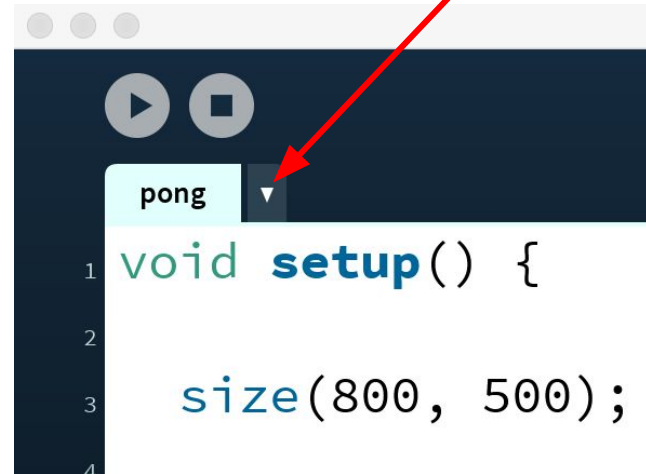 pong ▼
1 void setup() {
2
3 size(800, 500);
4